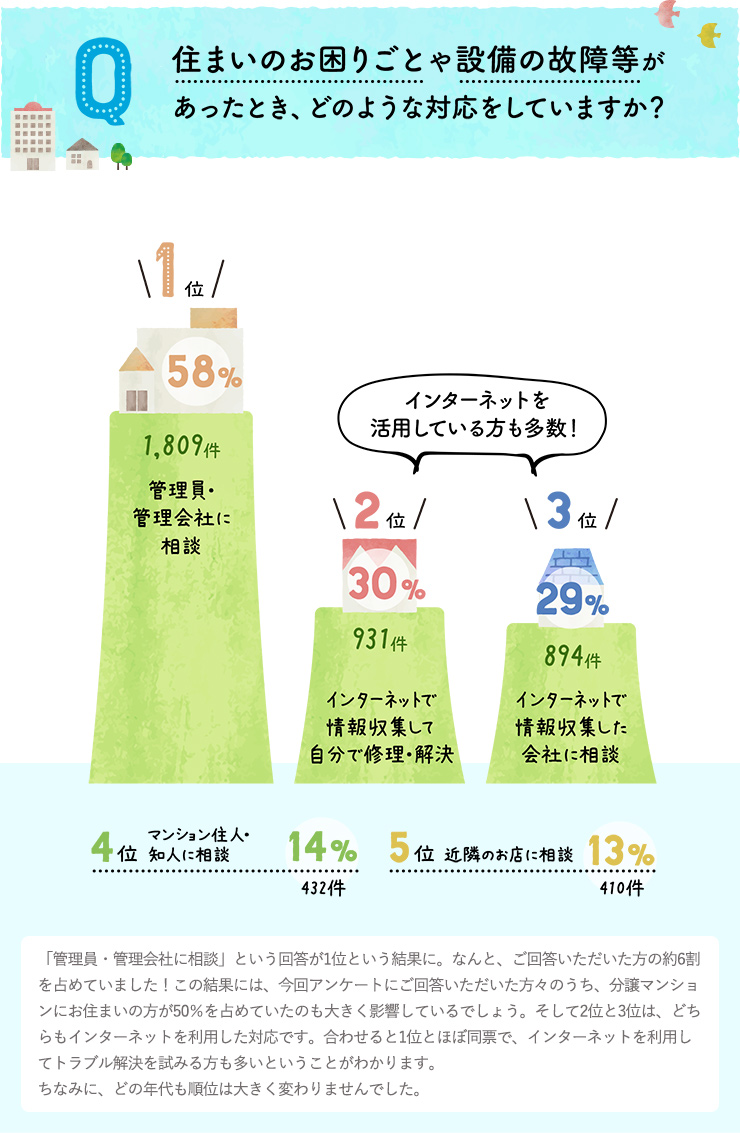 Q
住まいのお困りごとや設備の故障等が
あったとき、どのような対応をしていますか?
1位
58%
1,809件
管理員・
管理会社に
相談
インターネットを
活用している方も多数!
2位
30%
931件
インターネットで
情報収集して
自分で修理・解決
3位
29%
894件
インターネットで
情報収集した
会社に相談
4位
マンション住人・
知人に相談
14%
432件
5位
近隣のお店に相談
13%
410件
「管理員・管理会社に相談」という回答が1位という結果に。なんと、ご回答いただいた方の約6割
を占めていました!この結果には、今回アンケートにご回答いただいた方々のうち、分譲マンショ
ンにお住まいの方が50%を占めていたのも大きく影響しているでしょう。そして2位と3位は、どち
らもインターネットを利用した対応です。合わせると1位とほぼ同票で、インターネットを利用し
てトラブル解決を試みる方も多いということがわかります。
ちなみに、どの年代も順位は大きく変わりませんでした。